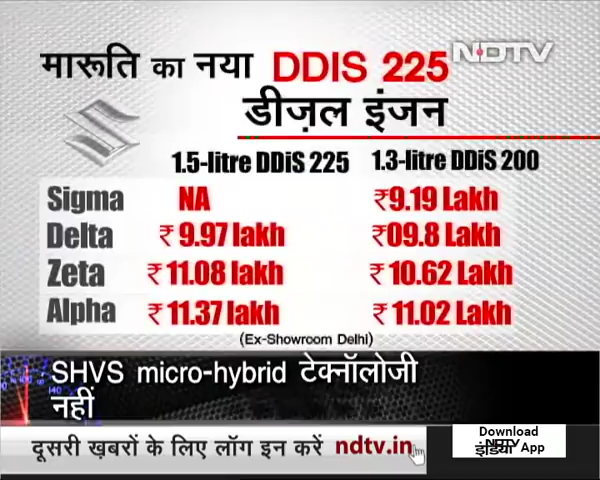 मारूति का नया DDIS 225 NDTV
डीज़ल इंजन
1.5-litre DDiS 225 1.3-litre DDiS 200
Sigma NA ₹9.19 Lakh
Delta ₹ 9.97 lakh ₹09.8 Lakh
Zeta ₹ 11.08 lakh ₹ 10.62 Lakh
Alpha ₹ 11.37 lakh ₹ 11.02 Lakh
(Ex-Showroom Delhi)
SHVS micro-hybrid टेक्नॉलोजी
नहीं
दूसरी ख़बरों के लिए लॉग इन करें ndtv.in
Download
NDTV
इंडिया App